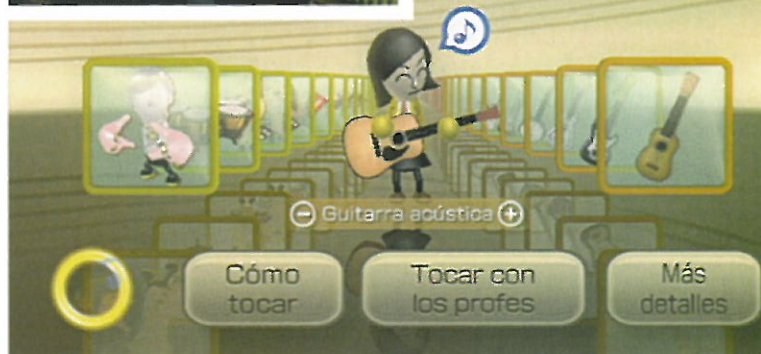 Guitarra acústica
Cómo
tocar
Tocar con
los profes
Más
detalles